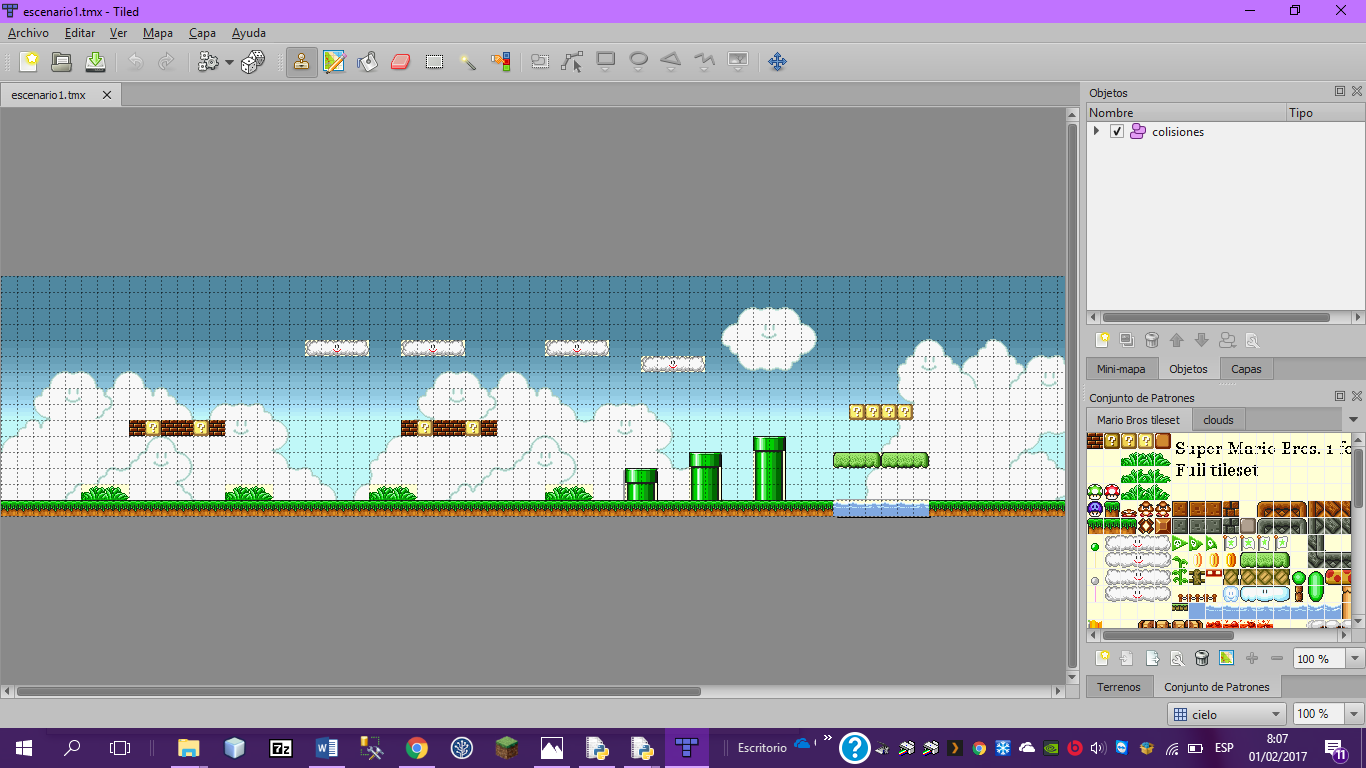 escenario1.tmx - Tiled
Archivo Editar Ver Mapa Capa Ayuda
escenario1.tmx
Objetos
Nombre Tipo
colisiones
Mini-mapa Objetos Capas
Conjunto de Patrones
Mario Bros tileset clouds
Super Mario Bros. 1
Full tileset
100 %
Terrenos Conjunto de Patrones
cielo 100 %
7z
Escritorio
»
?
ESP
8:07
01/02/2017
11